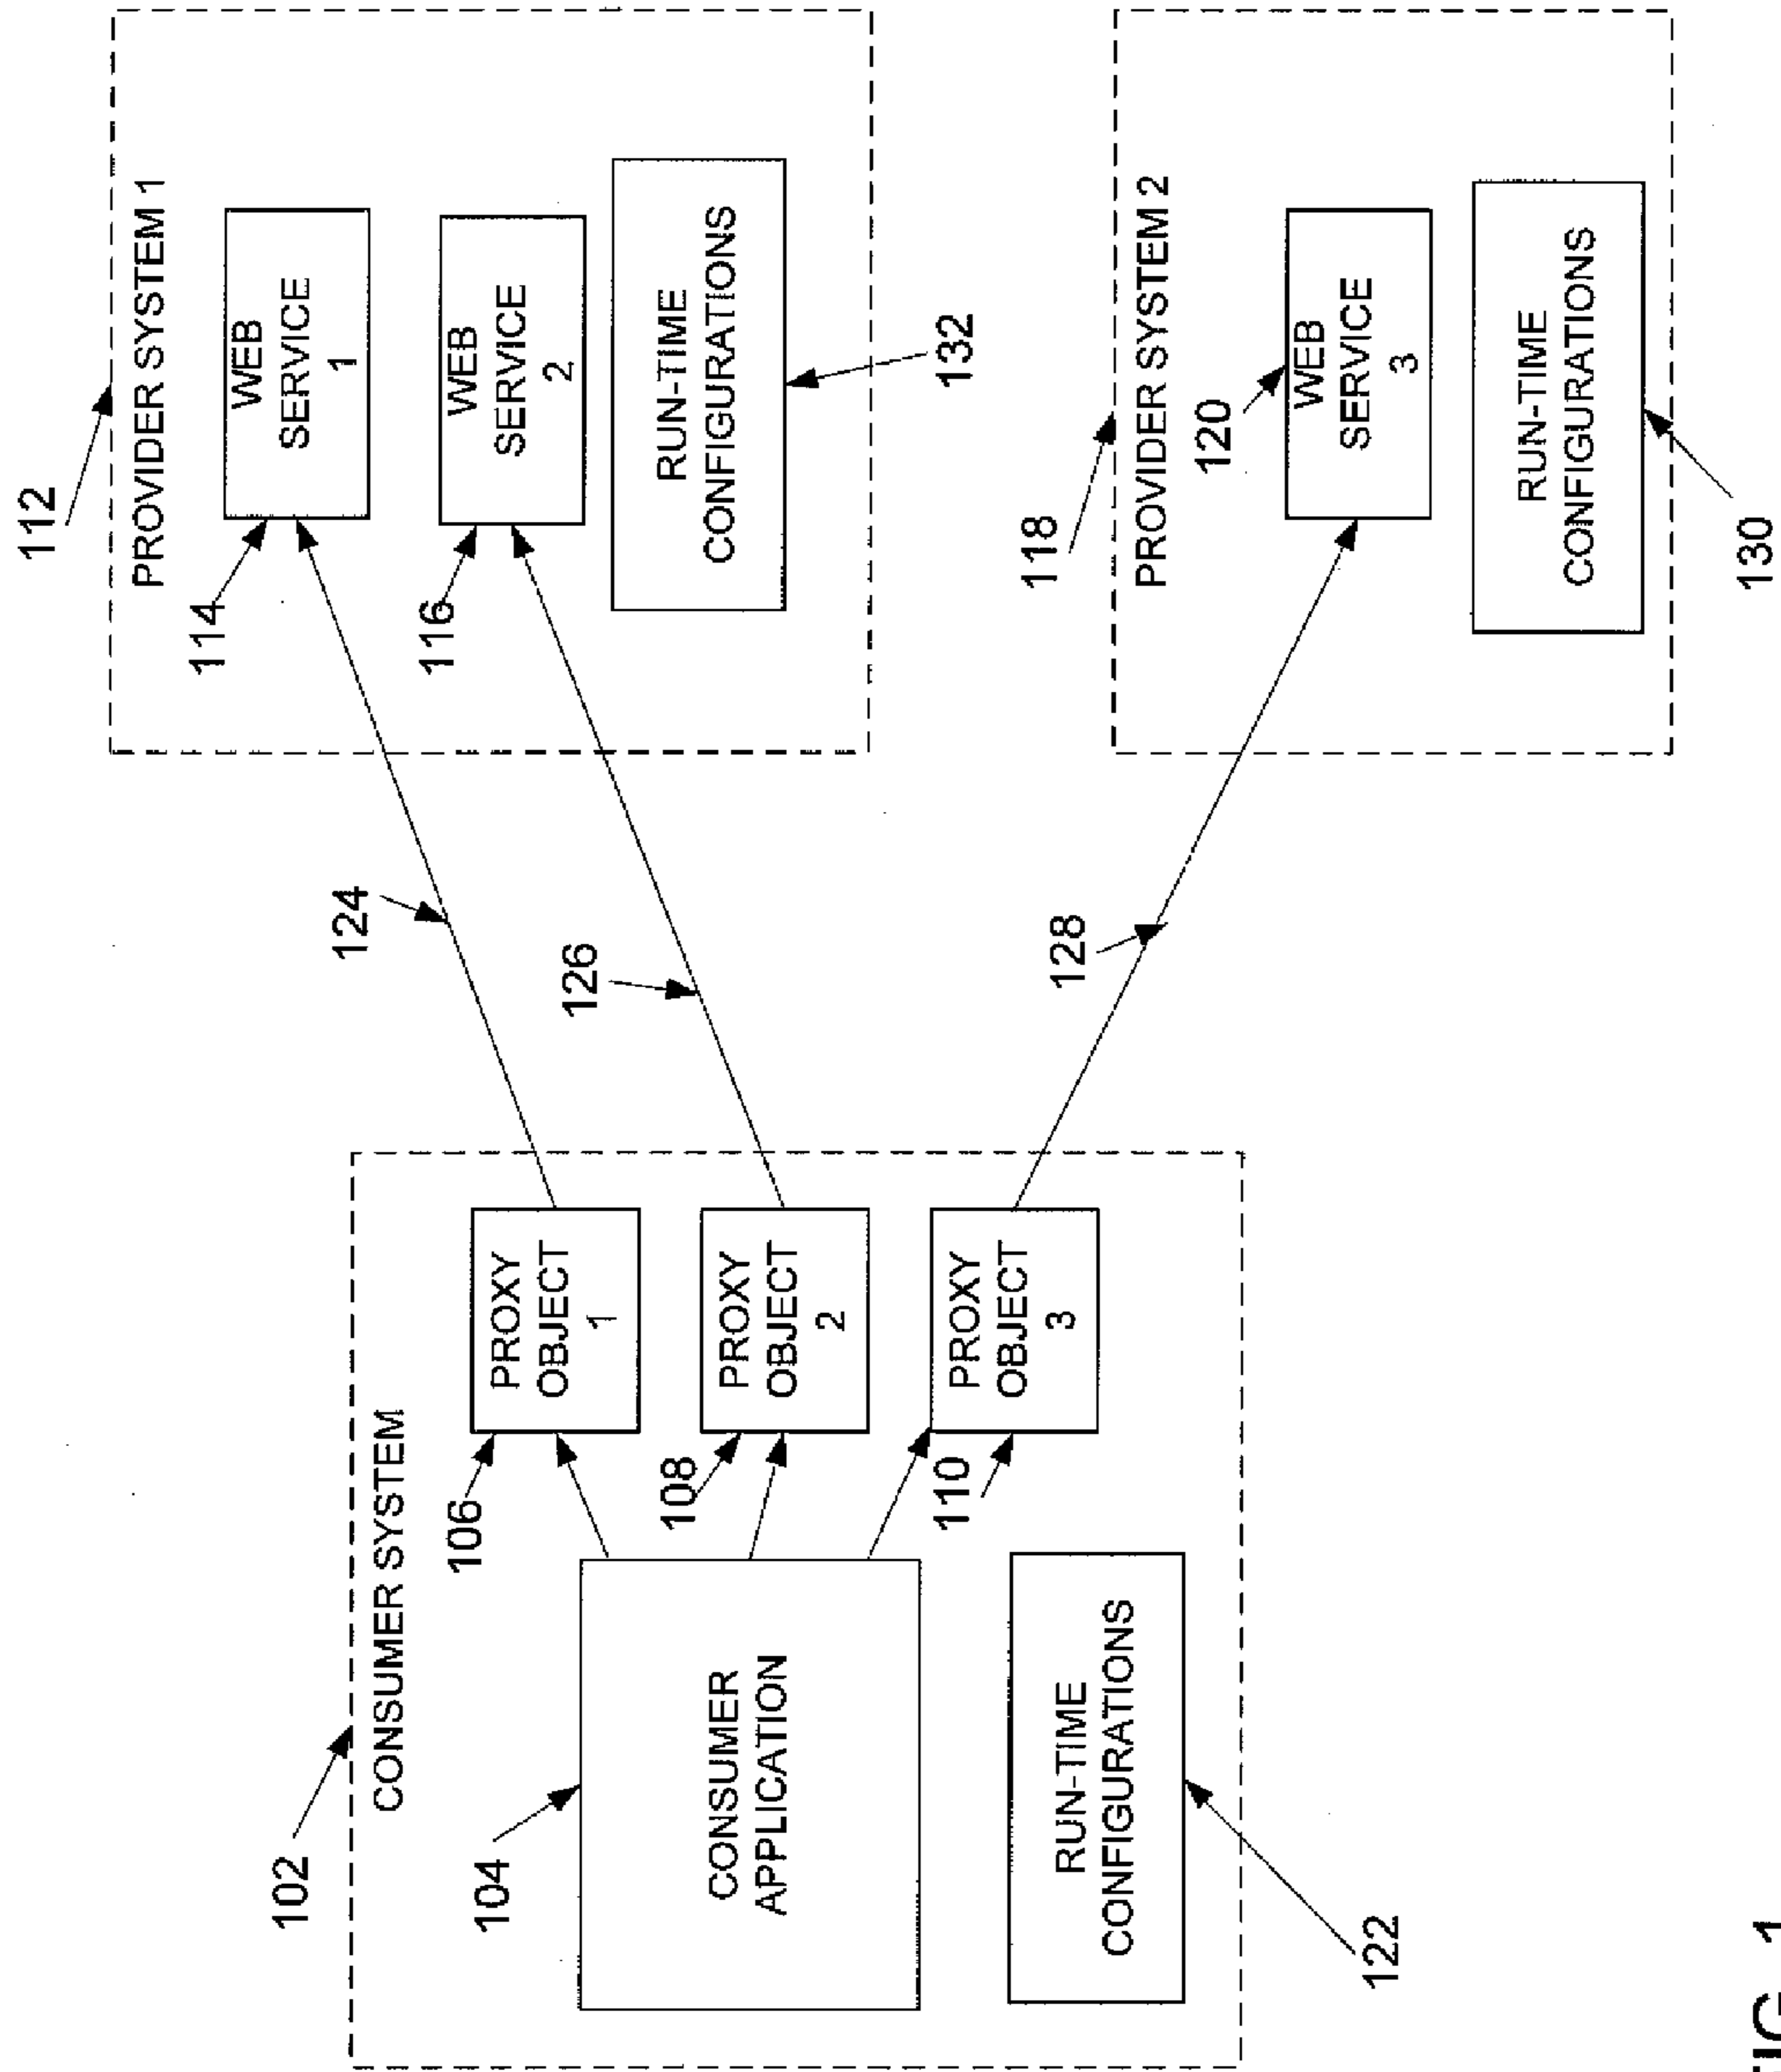 112
PROVIDER SYSTEM 1
114
WEB
SERVICE
1
116
WEB
SERVICE
2
RUN-TIME
CONFIGURATIONS
132
118
PROVIDER SYSTEM 2
120
WEB
SERVICE
3
RUN-TIME
CONFIGURATIONS
130
124
126
128
102
CONSUMER SYSTEM
104
CONSUMER
APPLICATION
106
PROXY
OBJECT
1
108
PROXY
OBJECT
2
110
PROXY
OBJECT
3
RUN-TIME
CONFIGURATIONS
122